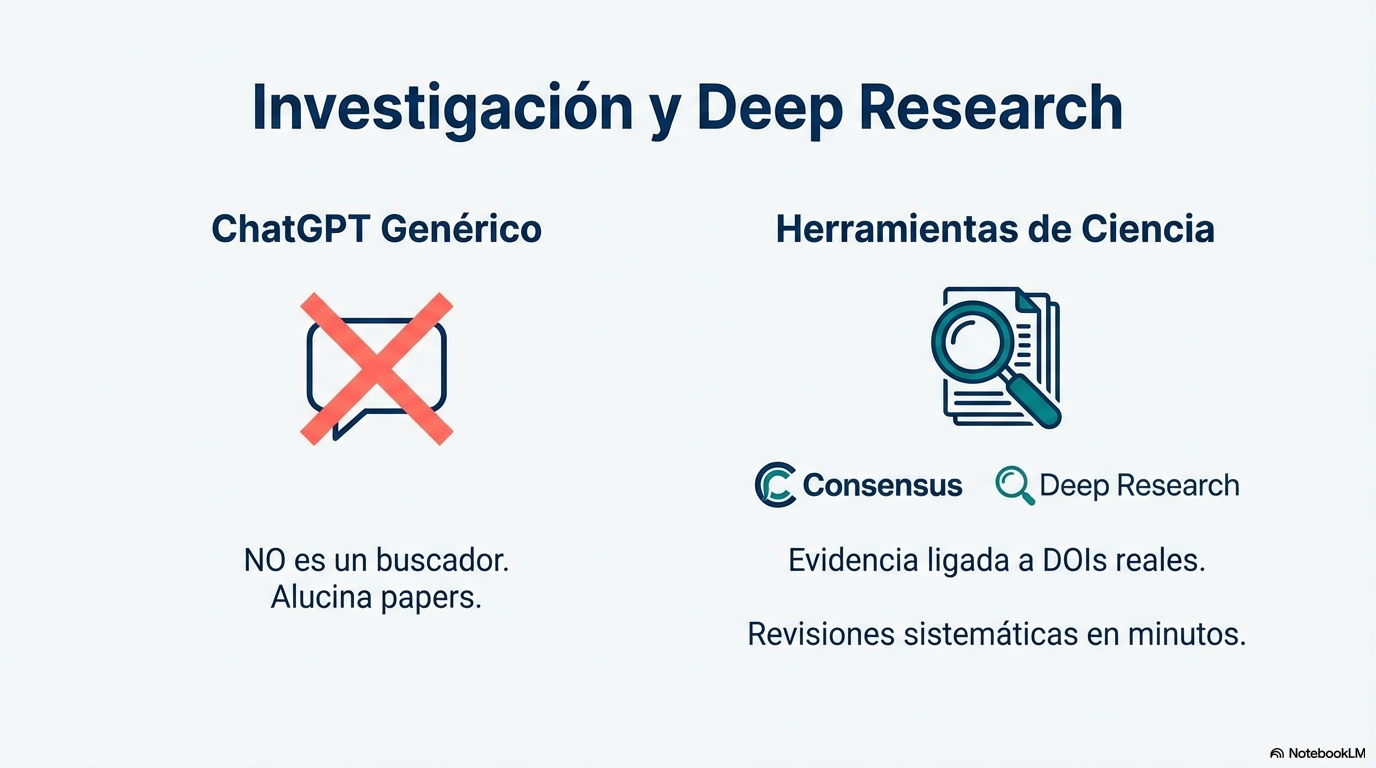 Investigación y Deep Research
ChatGPT Genérico
NO es un buscador.
Alucina papers.
Herramientas de Ciencia
Consensus
Deep Research
Evidencia ligada a DOIs reales.
Revisiones sistemáticas en minutos.
NotebookLM